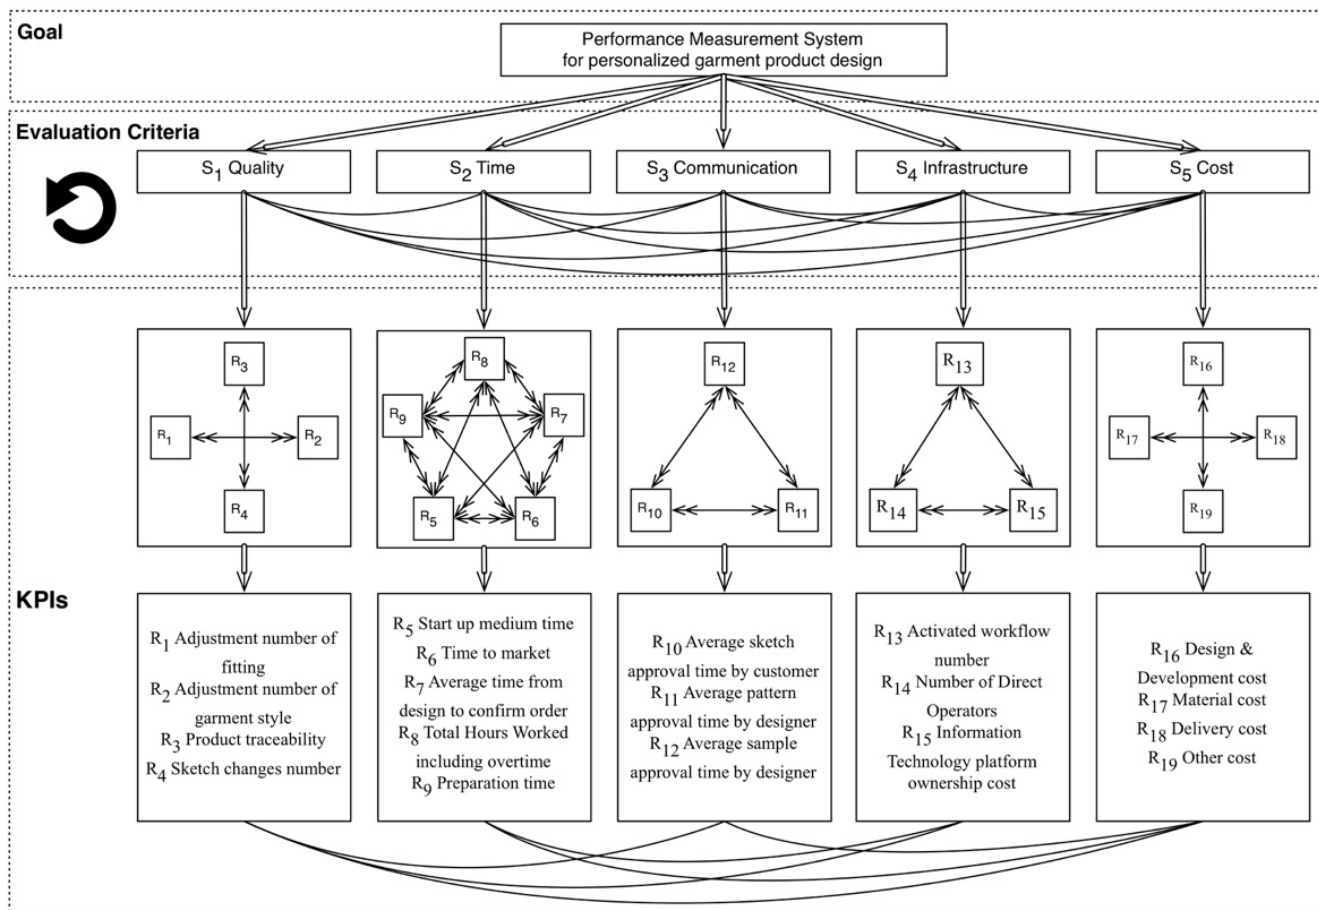 Goal
Performance Measurement System
for personalized garment product design
Evaluation Criteria
S1 Quality
S2 Time
S3 Communication
S4 Infrastructure
S5 Cost
R3
R1
R2
R4
R8
R9
R7
R5
R6
R12
R10
R11
R13
R14
R15
R16
R17
R18
R19
KPIs
R1 Adjustment number of
fitting
R2 Adjustment number of
garment style
R3 Product traceability
R4 Sketch changes number
R5 Start up medium time
R6 Time to market
R7 Average time from
design to confirm order
R8 Total Hours Worked
including overtime
R9 Preparation time
R10 Average sketch
approval time by customer
R11 Average pattern
approval time by designer
R12 Average sample
approval time by designer
R13 Activated workflow
number
R14 Number of Direct
Operators
R15 Information
Technology platform
ownership cost
R16 Design &
Development cost
R17 Material cost
R18 Delivery cost
R19 Other cost